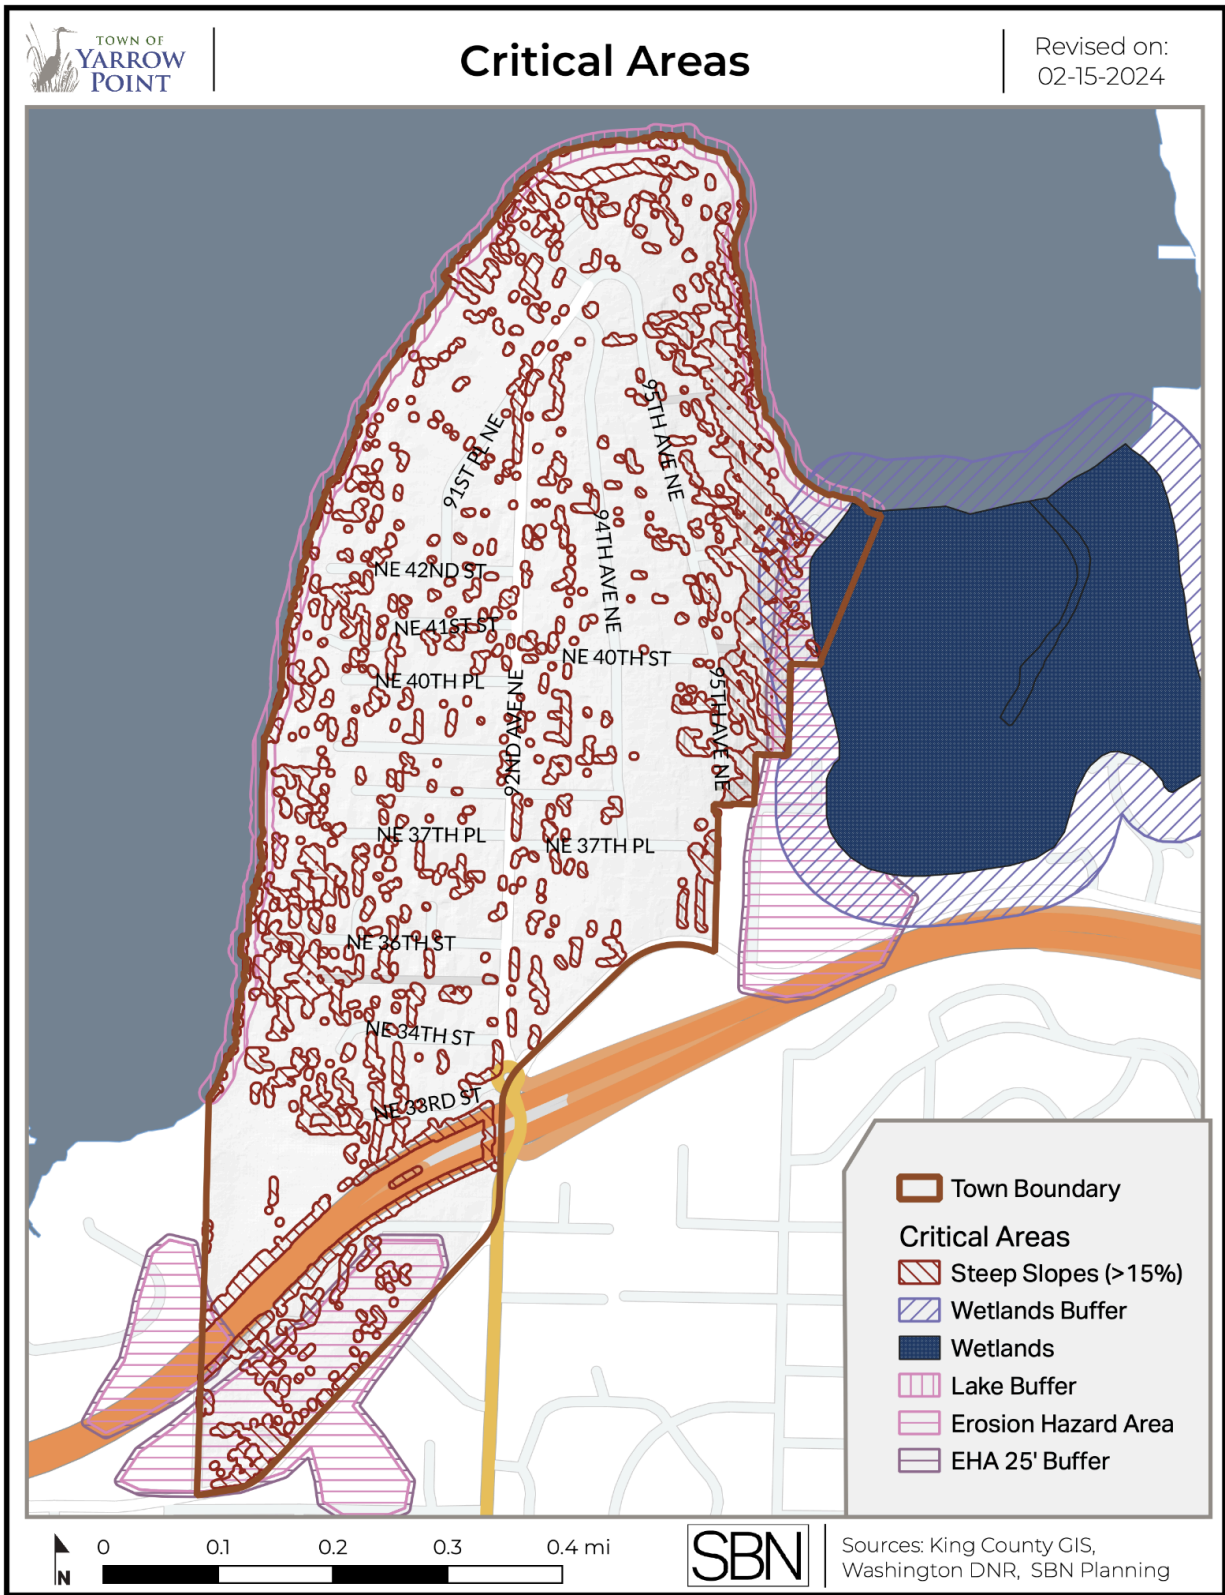 TOWN OF
YARROW
POINT
Critical Areas
Revised on:
02-15-2024
95TH AVE NE
91ST PL NE
94TH AVE NE
NE 42ND ST
NE 41ST ST
NE 40TH ST
NE 40TH PL
92ND AVE NE
95TH AVE NE
NE 37TH PL
NE 37TH PL
NE 36TH ST
NE 34TH ST
NE 33RD ST
Town Boundary
Critical Areas
Steep Slopes (>15%)
Wetlands Buffer
Wetlands
Lake Buffer
Erosion Hazard Area
EHA 25' Buffer
N
0 0.1 0.2 0.3 0.4 mi
SBN
Sources: King County GIS,
Washington DNR, SBN Planning